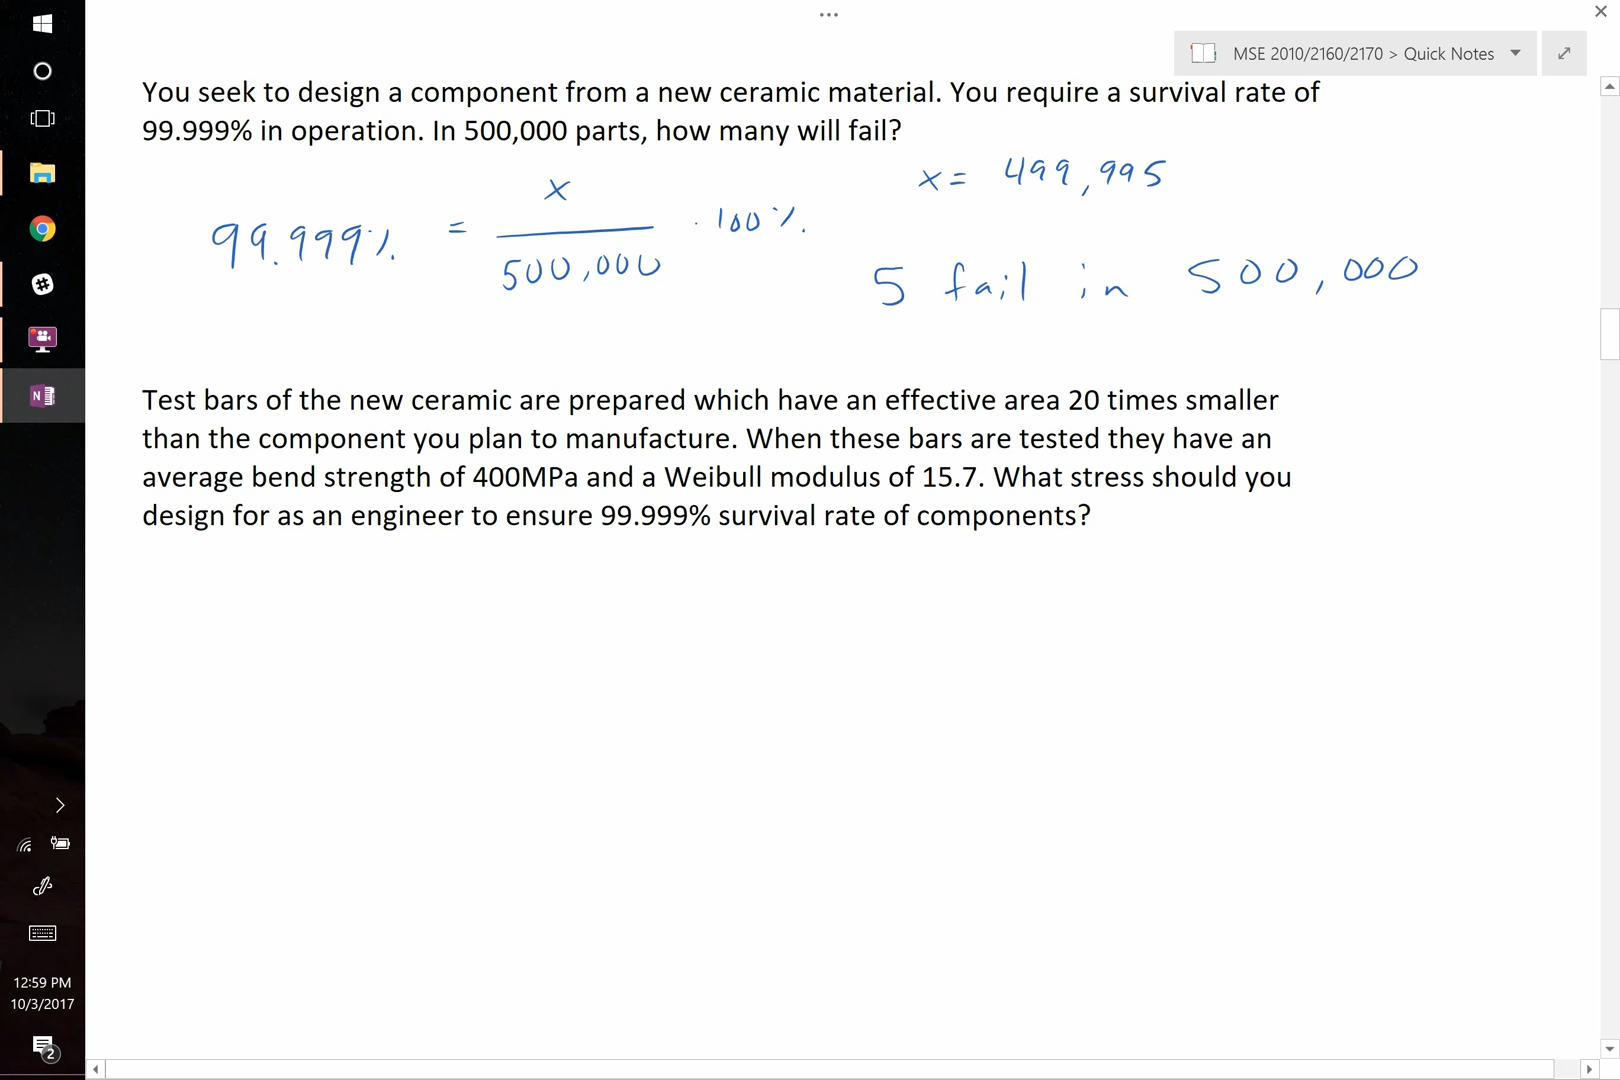 MSE 2010/2160/2170 > Quick Notes
You seek to design a component from a new ceramic material. You require a survival rate of
99.999% in operation. In 500,000 parts, how many will fail?
x = 499,995
99.999% = x / 500,000 · 100%
5 fail in 500,000
Test bars of the new ceramic are prepared which have an effective area 20 times smaller
than the component you plan to manufacture. When these bars are tested they have an
average bend strength of 400MPa and a Weibull modulus of 15.7. What stress should you
design for as an engineer to ensure 99.999% survival rate of components?
N
12:59 PM
10/3/2017
2